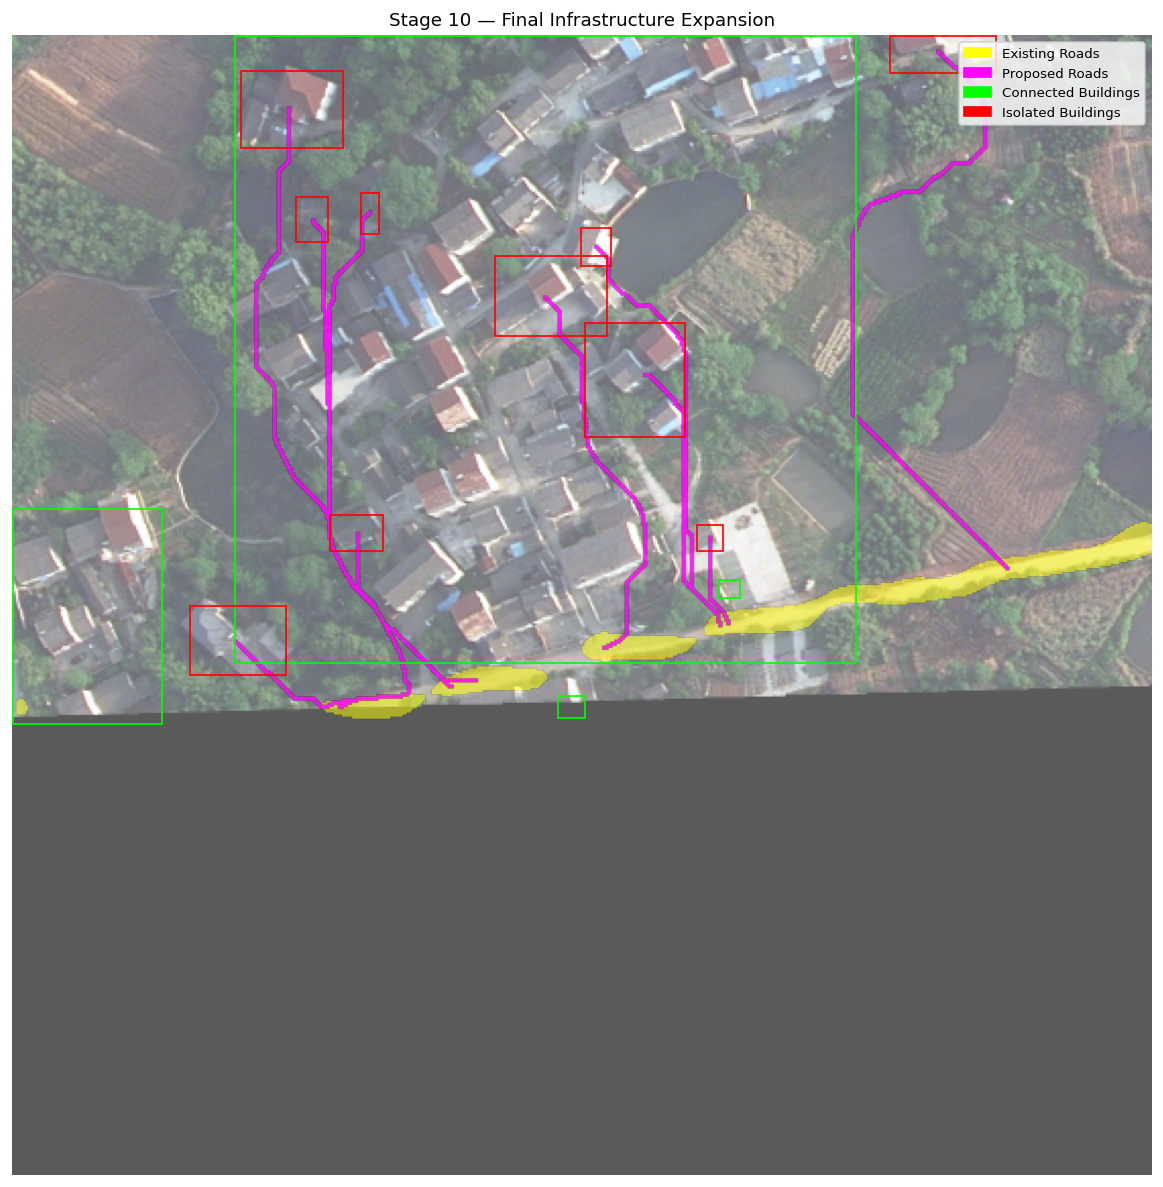 Stage 10 — Final Infrastructure Expansion
Existing Roads
Proposed Roads
Connected Buildings
Isolated Buildings